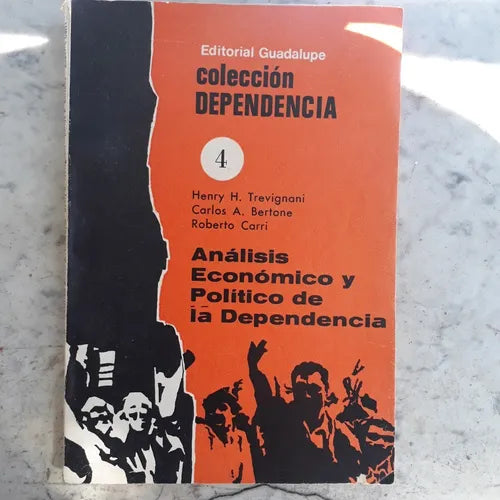 Editorial Guadalupe
colección
DEPENDENCIA
4
Henry H. Trevignani
Carlos A. Bertone
Roberto Carri
Análisis
Económico y
Político de
la Dependencia